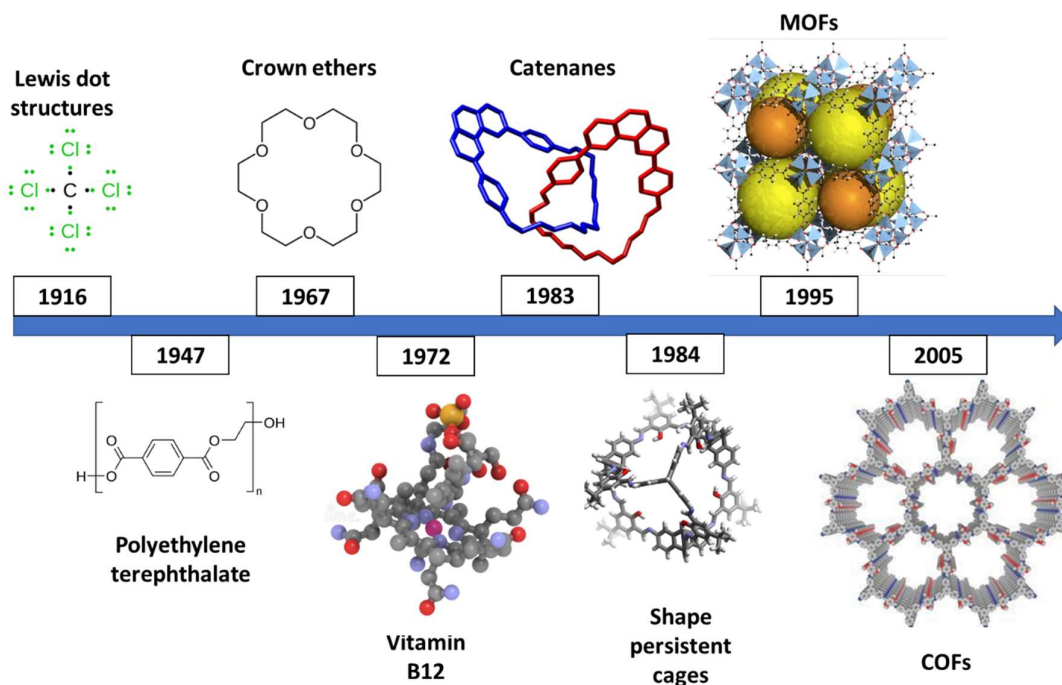 MOFs
Crown ethers
Catenanes
Lewis dot
structures
Cl
Cl C Cl
Cl
O
O O
O O
O
1916
1967
1983
1995
1947
1972
1984
2005
OH
O
O
O
H O
n
Polyethylene
terephthalate
Vitamin
B12
Shape
persistent
cages
COFs